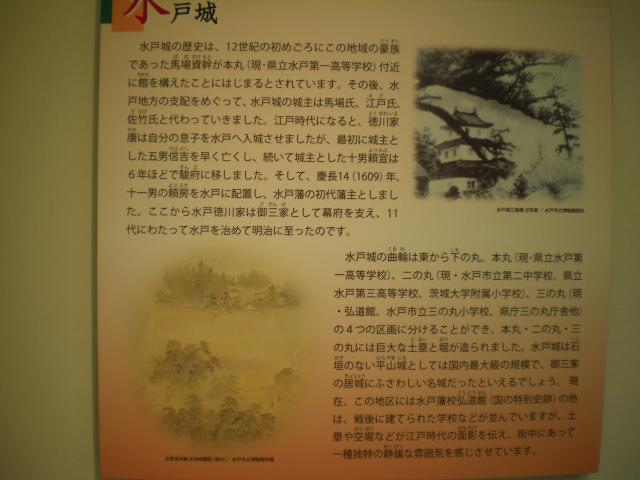 水戸城
水戸城の歴史は、12世紀の初めごろにこの地域の豪族
であった馬場資幹が本丸（現・県立水戸第一高等学校）付近
に館を構えたことにはじまるとされています。その後、水
戸地方の支配をめぐって、水戸城の城主は馬場氏、江戸氏、
佐竹氏と代わっていきました。江戸時代になると、徳川家
康は自分の息子を水戸へ入城させましたが、最初に城主と
した五男信吉を早く亡くし、続いて城主とした十男頼宣は
６年ほどで駿府に移しました。そして、慶長14（1609）年、
十一男の頼房を水戸に配置し、水戸藩の初代藩主としまし
た。ここから水戸徳川家は御三家として幕府を支え、11
代にわたって水戸を治めて明治に至ったのです。
水戸城の曲輪は東から下の丸、本丸（現・県立水戸第
一高等学校）、二の丸（現・水戸市立第二中学校、県立
水戸第三高等学校、茨城大学附属小学校）、三の丸（現
・弘道館、水戸市立三の丸小学校、県庁三の丸庁舎他）
の４つの区画に分けることができ、本丸・二の丸・三
の丸には巨大な土塁と堀が造られました。水戸城は石
垣のない平山城としては国内最大級の規模で、御三家
の居城にふさわしい名城だったといえるでしょう。現
在、この地区には水戸藩校弘道館（国の特別史跡）の他
は、戦後に建てられた学校などが並んでいますが、土
塁や空堀などが江戸時代の面影を伝え、街中にあって
一種独特の静謐な雰囲気を感じさせています。